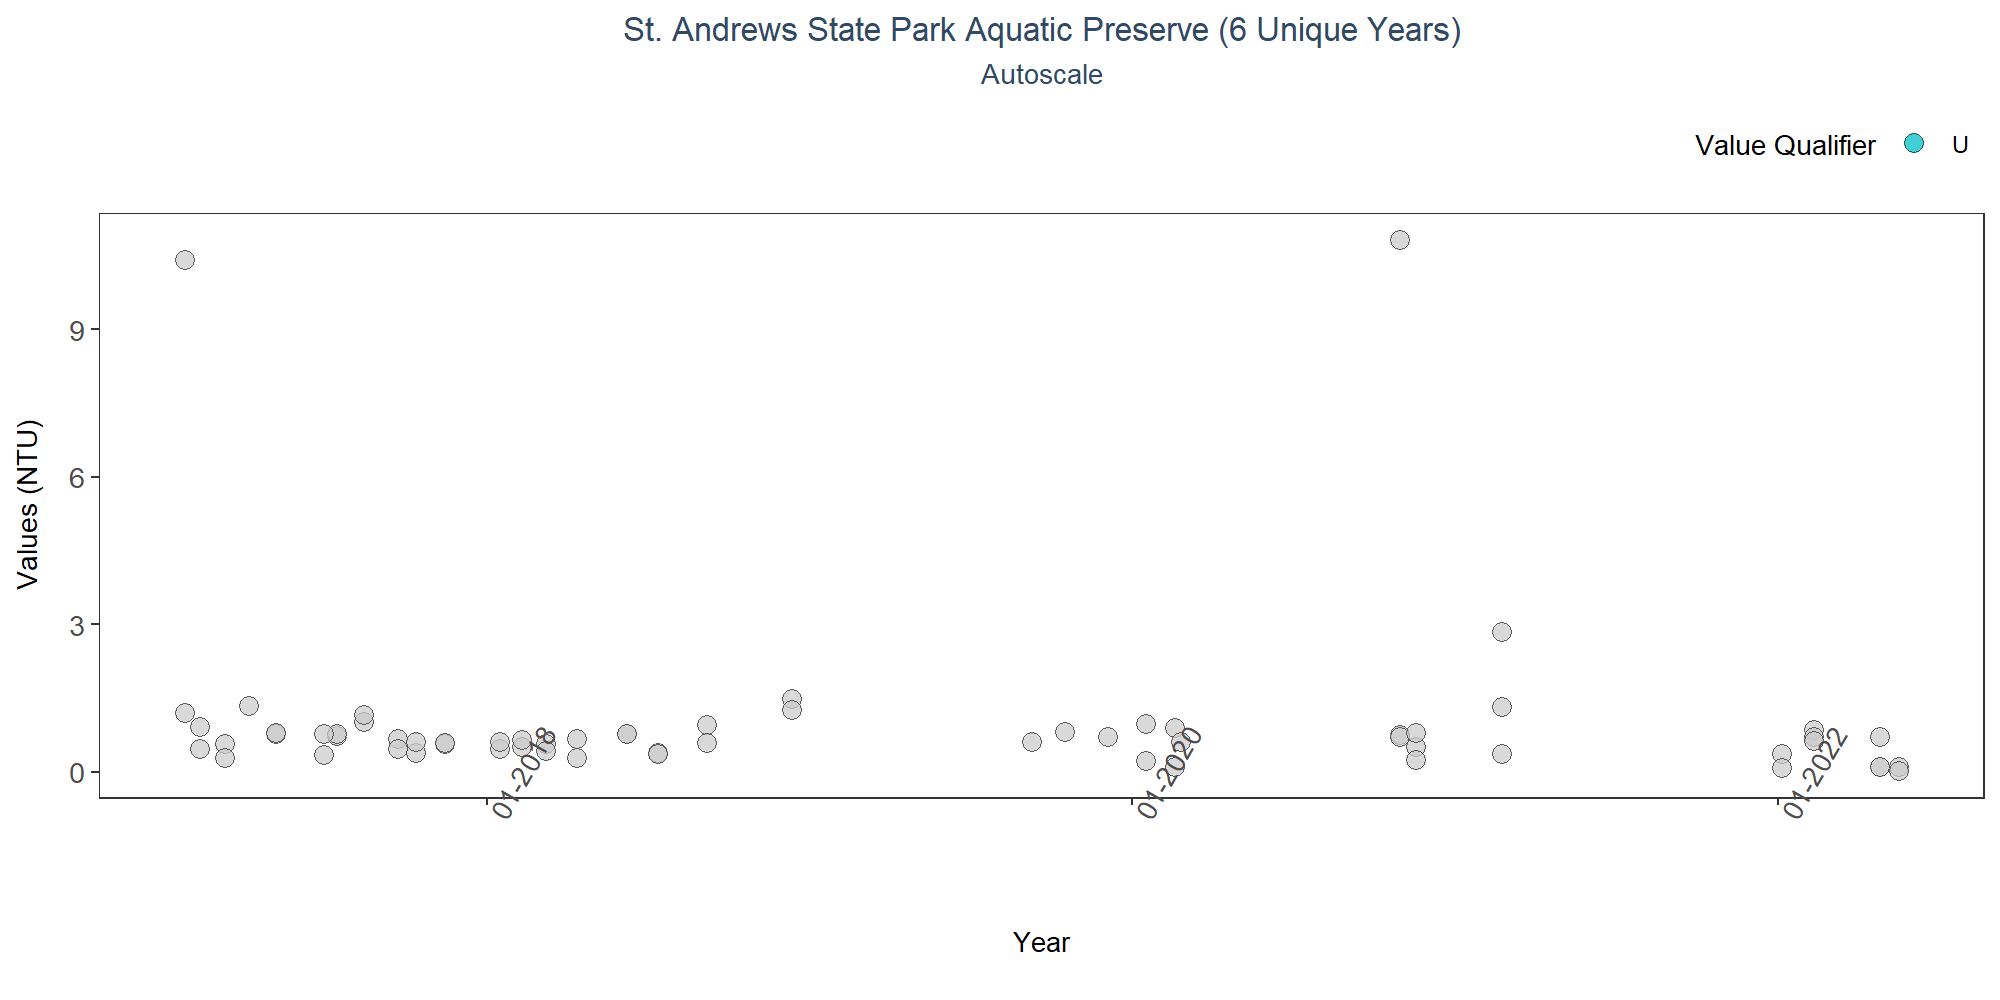 St. Andrews State Park Aquatic Preserve (6 Unique Years)
Autoscale
Value Qualifier U
Values (NTU)
9
6
3
0
01-2018
01-2020
01-2022
Year